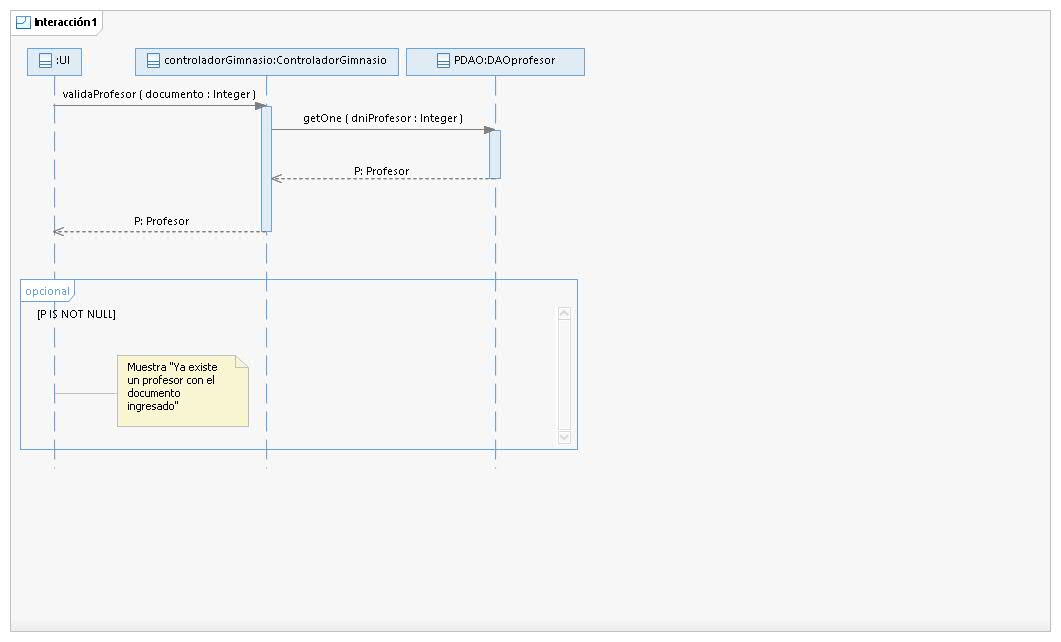 Interacción1
:UI
controladorGimnasio:ControladorGimnasio
PDAO:DAOprofesor
validaProfesor ( documento : Integer )
getOne ( dniProfesor : Integer )
P: Profesor
P: Profesor
opcional
[P IS NOT NULL]
Muestra "Ya existe
un profesor con el
documento
ingresado"